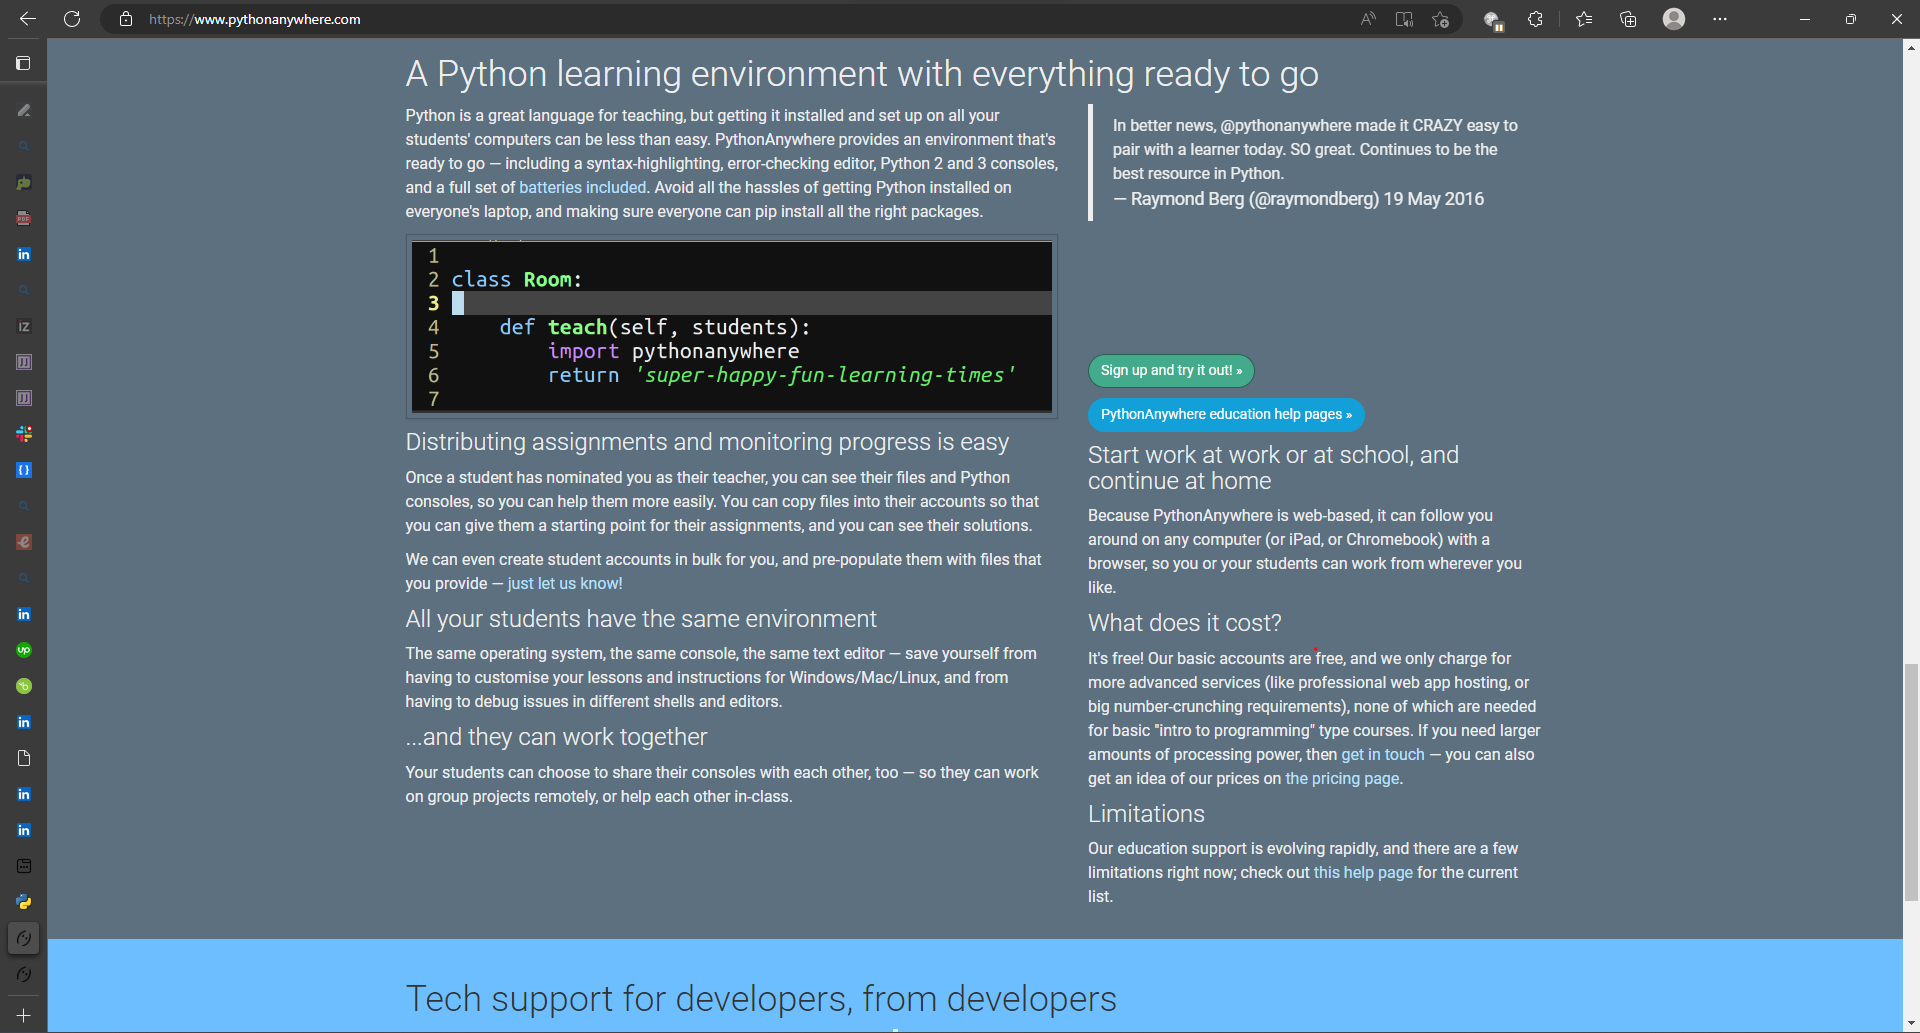 https://www.pythonanywhere.com
A Python learning environment with everything ready to go
Python is a great language for teaching, but getting it installed and set up on all your
students' computers can be less than easy. PythonAnywhere provides an environment that's
ready to go — including a syntax-highlighting, error-checking editor, Python 2 and 3 consoles,
and a full set of batteries included. Avoid all the hassles of getting Python installed on
everyone's laptop, and making sure everyone can pip install all the right packages.
In better news, @pythonanywhere made it CRAZY easy to
pair with a learner today. SO great. Continues to be the
best resource in Python.
— Raymond Berg (@raymondberg) 19 May 2016
1
2 class Room:
3
4 def teach(self, students):
5 import pythonanywhere
6 return 'super-happy-fun-learning-times'
7
Sign up and try it out! »
PythonAnywhere education help pages »
Distributing assignments and monitoring progress is easy
Once a student has nominated you as their teacher, you can see their files and Python
consoles, so you can help them more easily. You can copy files into their accounts so that
you can give them a starting point for their assignments, and you can see their solutions.
We can even create student accounts in bulk for you, and pre-populate them with files that
you provide — just let us know!
All your students have the same environment
The same operating system, the same console, the same text editor — save yourself from
having to customise your lessons and instructions for Windows/Mac/Linux, and from
having to debug issues in different shells and editors.
...and they can work together
Your students can choose to share their consoles with each other, too — so they can work
on group projects remotely, or help each other in-class.
Start work at work or at school, and
continue at home
Because PythonAnywhere is web-based, it can follow you
around on any computer (or iPad, or Chromebook) with a
browser, so you or your students can work from wherever you
like.
What does it cost?
It's free! Our basic accounts are free, and we only charge for
more advanced services (like professional web app hosting, or
big number-crunching requirements), none of which are needed
for basic "intro to programming" type courses. If you need larger
amounts of processing power, then get in touch — you can also
get an idea of our prices on the pricing page.
Limitations
Our education support is evolving rapidly, and there are a few
limitations right now; check out this help page for the current
list.
Tech support for developers, from developers